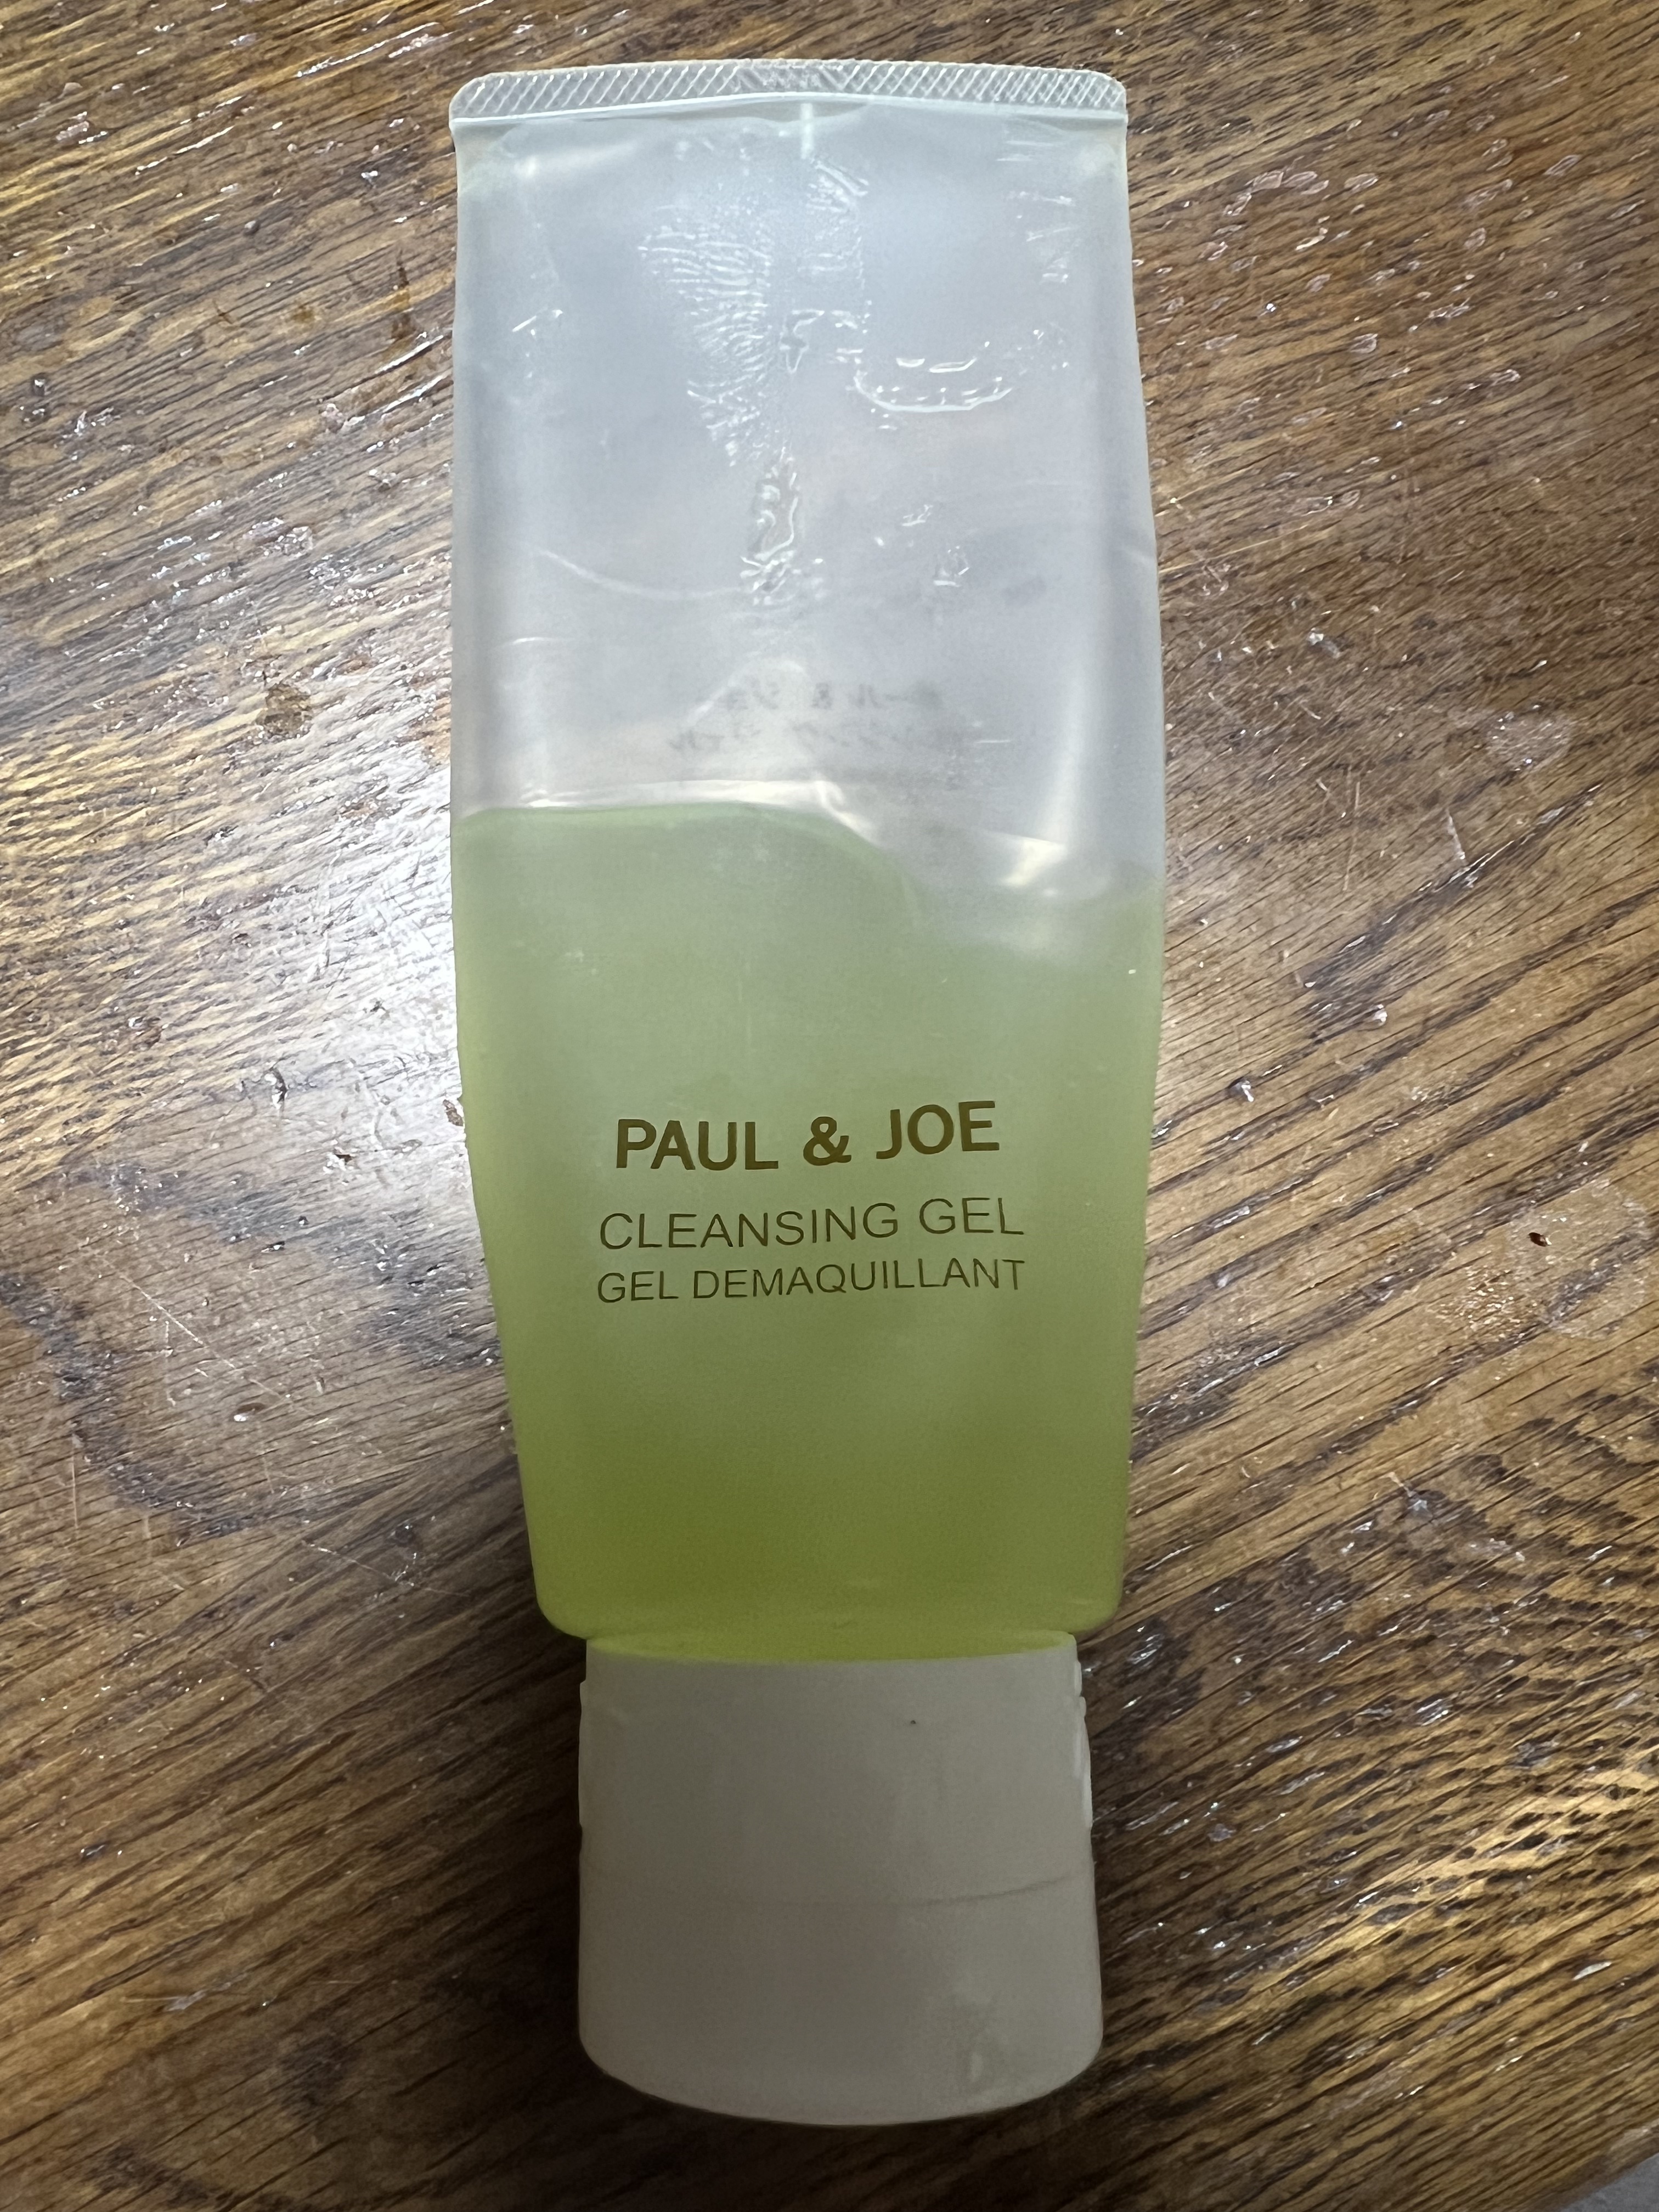 PAUL & JOE
CLEANSING GEL
GEL DEMAQUILLANT